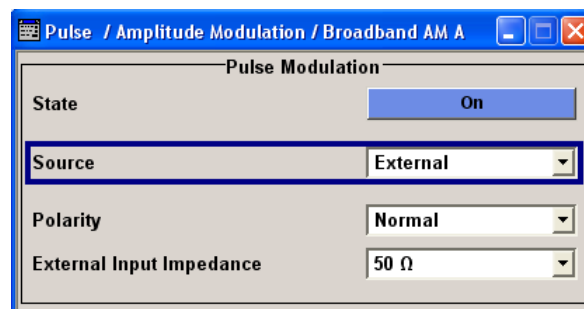 Pulse / Amplitude Modulation / Broadband AM A
Pulse Modulation
State On
Source External
Polarity Normal
External Input Impedance 50 Ω